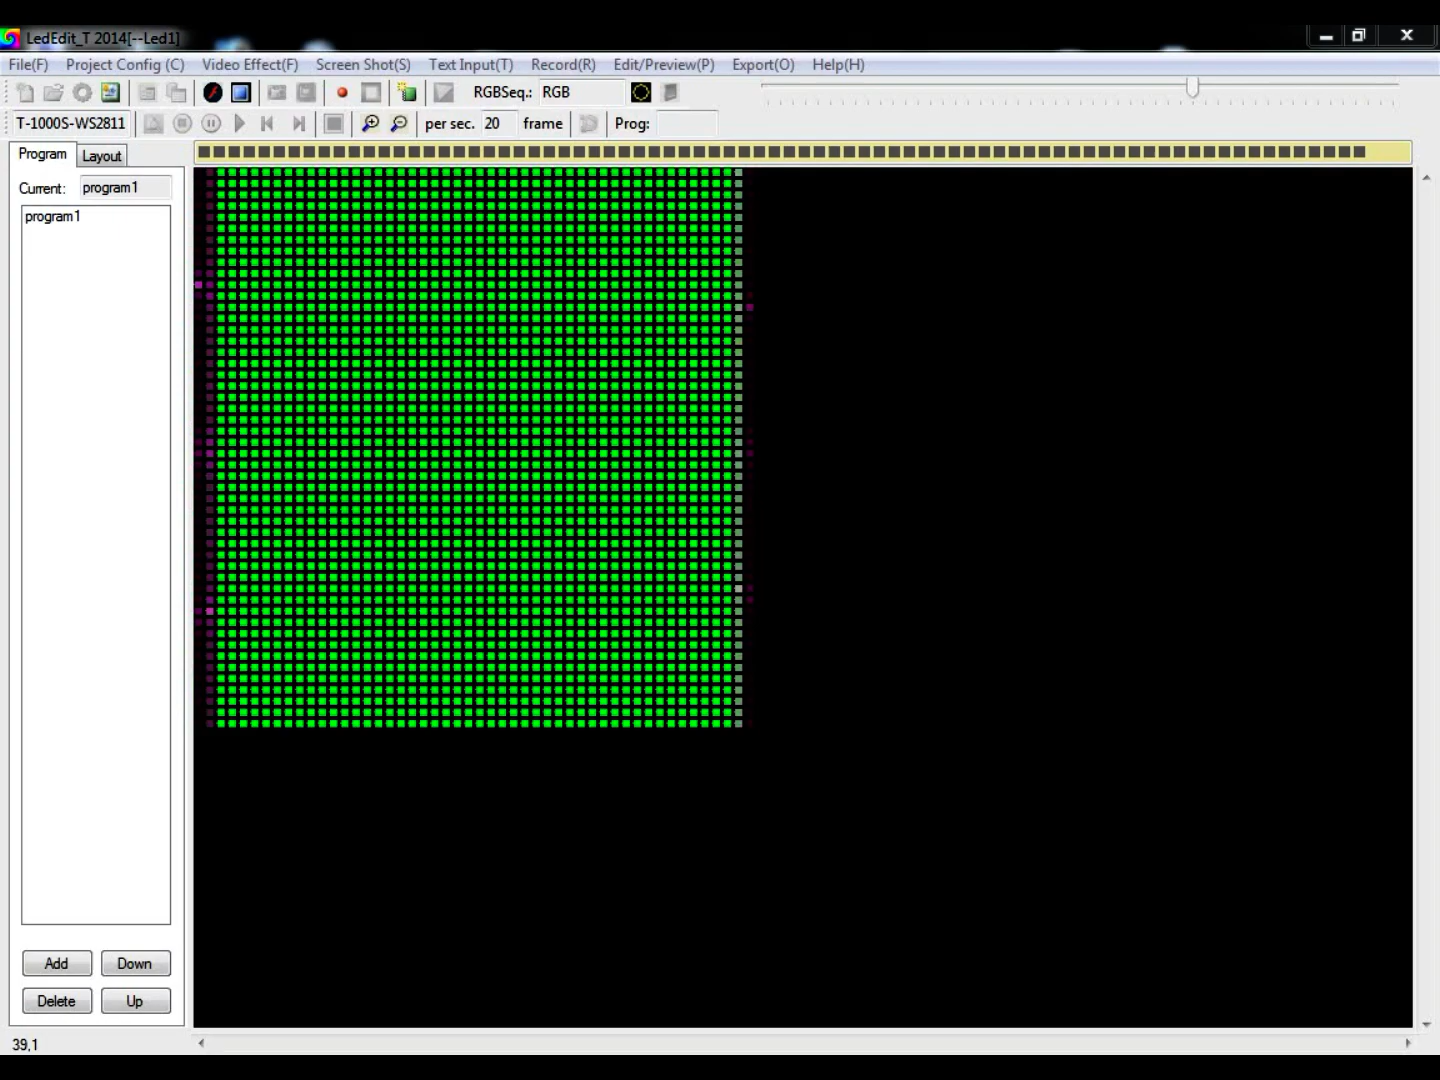 LedEdit_T 2014[--Led1]
File(F) Project Config (C) Video Effect(F) Screen Shot(S) Text Input(T) Record(R) Edit/Preview(P) Export(O) Help(H)
RGBSeq.: RGB
T-1000S-WS2811 per sec. 20 frame Prog:
Program Layout
Current: program1
program1
Add Down
Delete Up
39,1